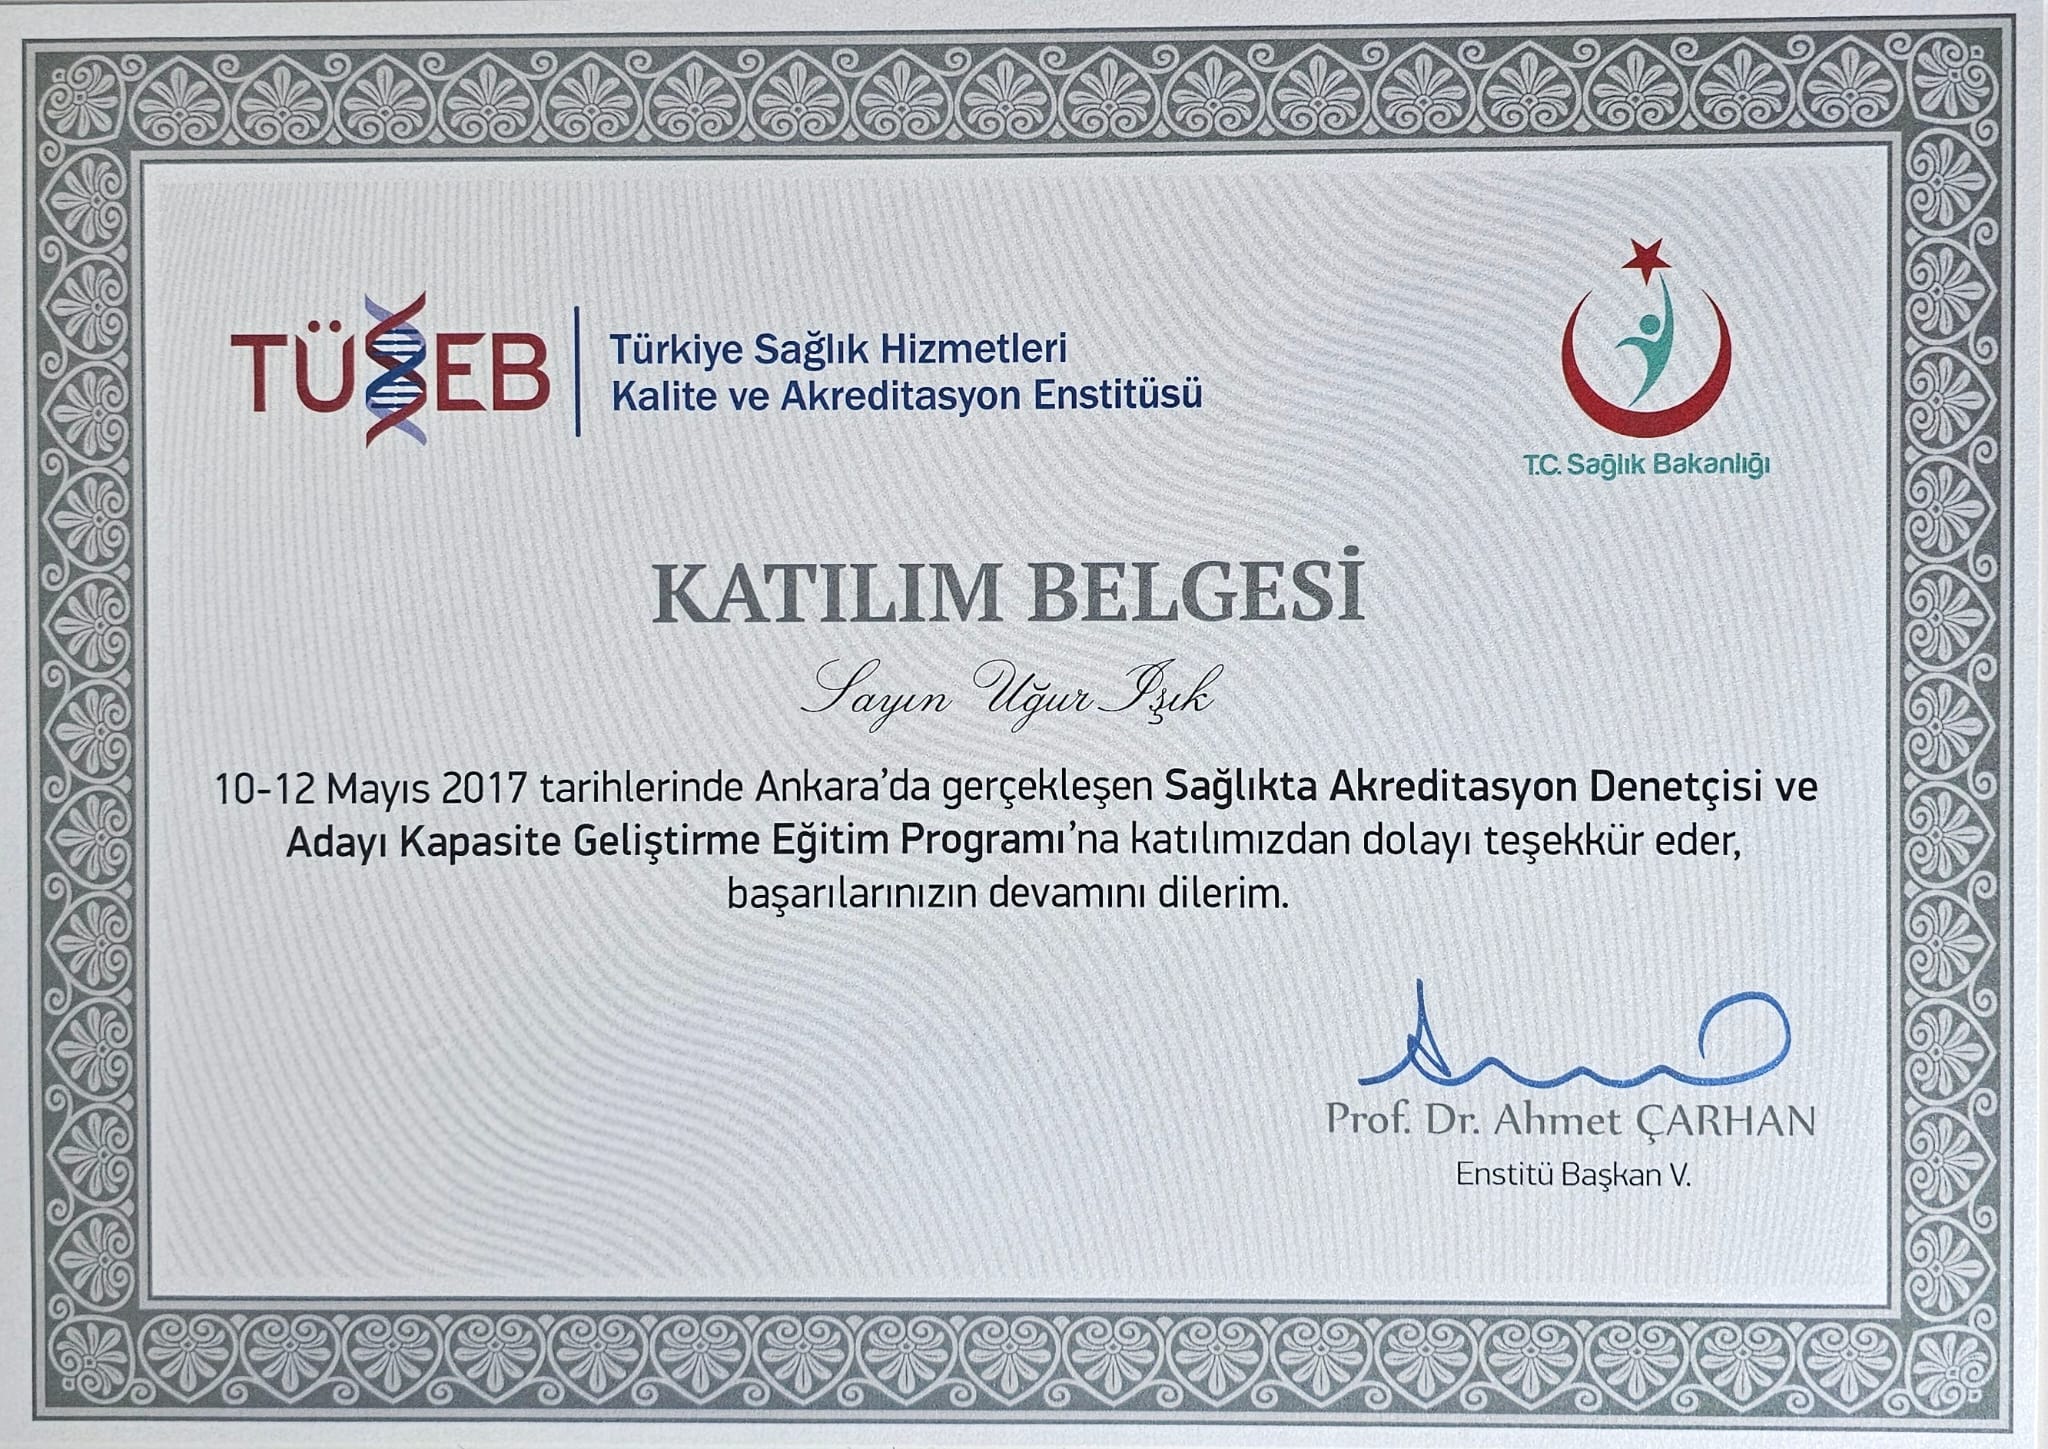 TÜSEB
Türkiye Sağlık Hizmetleri
Kalite ve Akreditasyon Enstitüsü
T.C. Sağlık Bakanlığı
KATILIM BELGESİ
Sayın Uğur Işık
10-12 Mayıs 2017 tarihlerinde Ankara’da gerçekleşen Sağlıkta Akreditasyon Denetçisi ve
Adayı Kapasite Geliştirme Eğitim Programı’na katılımızdan dolayı teşekkür eder,
başarılarınızın devamını dilerim.
Prof. Dr. Ahmet ÇARHAN
Enstitü Başkan V.